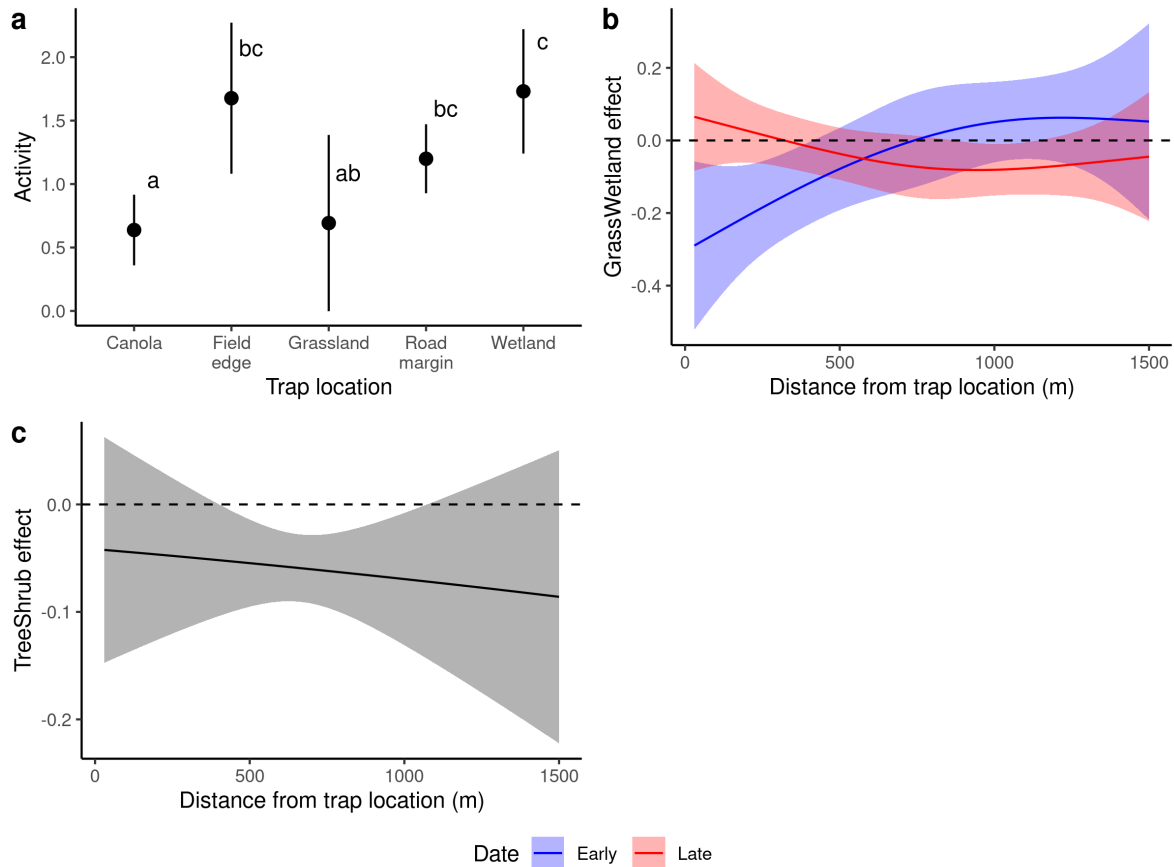 a
Activity
2.0
1.5
1.0
0.5
0.0
a
bc
ab
bc
c
Canola
Field
edge
Grassland
Road
margin
Wetland
Trap location
b
GrassWetland effect
0.2
0.0
-0.2
-0.4
0
500
1000
1500
Distance from trap location (m)
c
TreeShrub effect
0.0
-0.1
-0.2
0
500
1000
1500
Distance from trap location (m)
Date
Early
Late